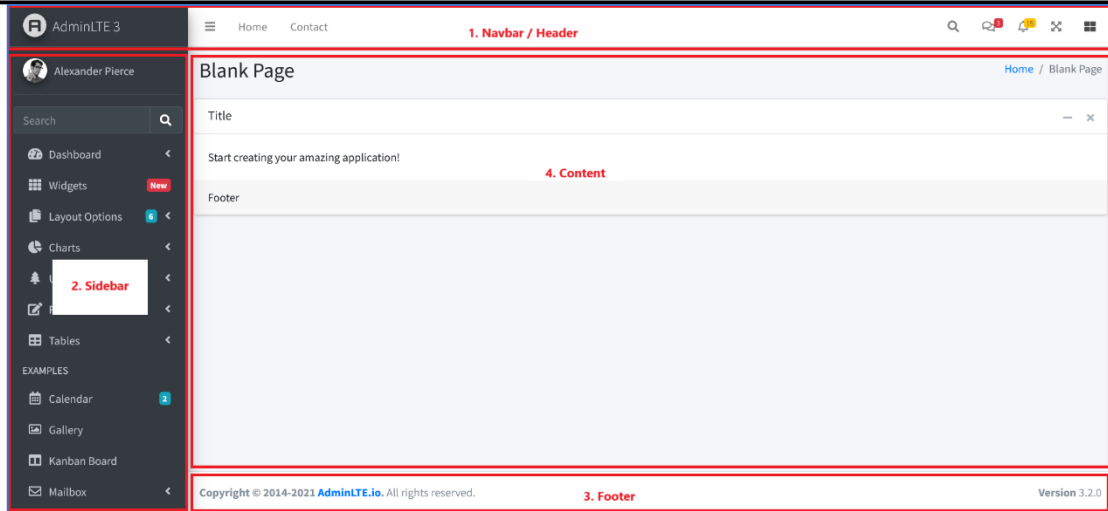 AdminLTE 3
Home Contact
1. Navbar / Header
3
15
Alexander Pierce
Search
Dashboard
Widgets New
Layout Options 6
Charts
2. Sidebar
Tables
EXAMPLES
Calendar 2
Gallery
Kanban Board
Mailbox
Blank Page
Home / Blank Page
Title
Start creating your amazing application!
4. Content
Footer
Copyright © 2014-2021 AdminLTE.io. All rights reserved.
3. Footer
Version 3.2.0